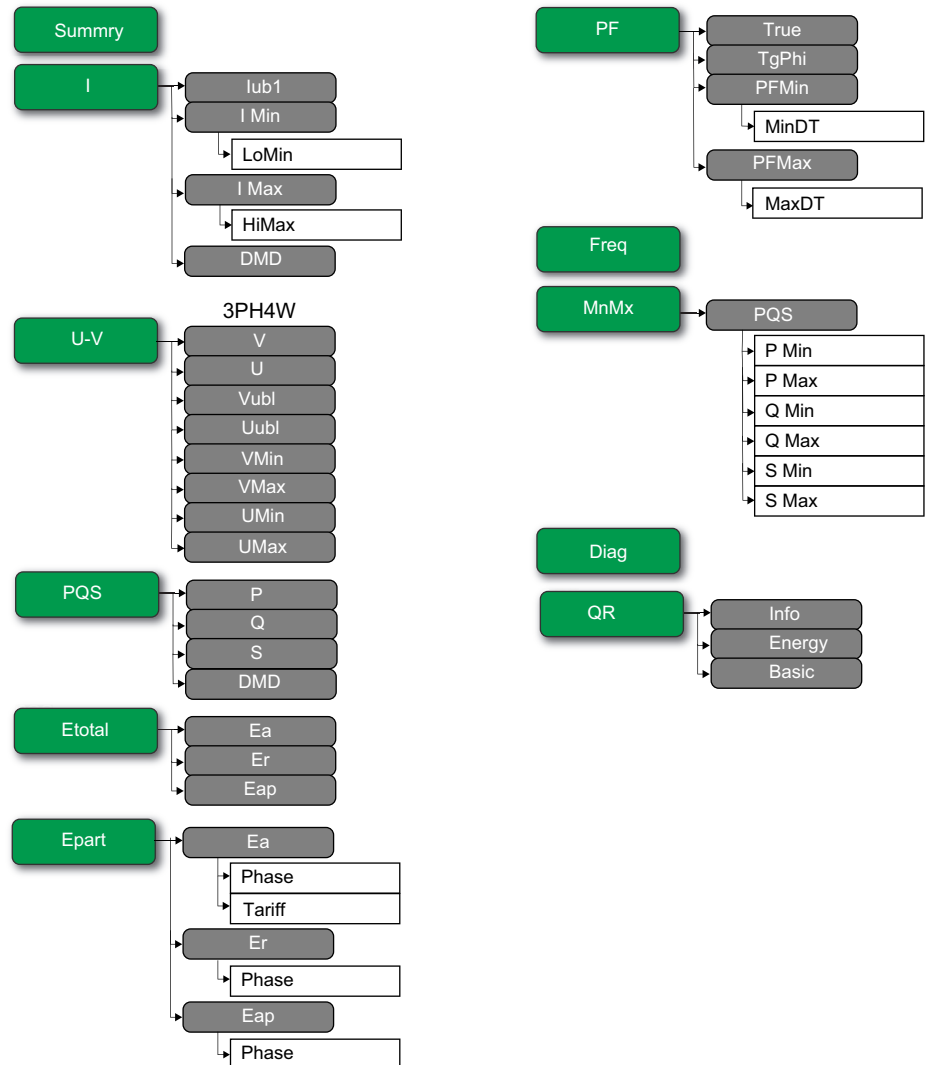 Summry
I
Iub1
I Min
LoMin
I Max
HiMax
DMD
3PH4W
U-V
V
U
Vubl
Uubl
VMin
VMax
UMin
UMax
PQS
P
Q
S
DMD
Etotal
Ea
Er
Eap
Epart
Ea
Phase
Tariff
Er
Phase
Eap
Phase
PF
True
TgPhi
PFMin
MinDT
PFMax
MaxDT
Freq
MnMx
PQS
P Min
P Max
Q Min
Q Max
S Min
S Max
Diag
QR
Info
Energy
Basic